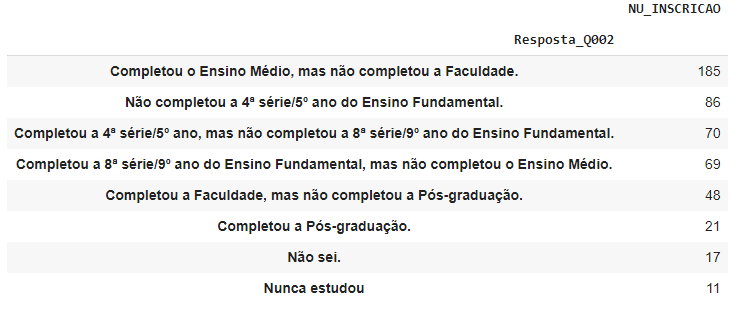 NU_INSCRICAO
Resposta_Q002
Completou o Ensino Médio, mas não completou a Faculdade. 185
Não completou a 4ª série/5º ano do Ensino Fundamental. 86
Completou a 4ª série/5º ano, mas não completou a 8ª série/9º ano do Ensino Fundamental. 70
Completou a 8ª série/9º ano do Ensino Fundamental, mas não completou o Ensino Médio. 69
Completou a Faculdade, mas não completou a Pós-graduação. 48
Completou a Pós-graduação. 21
Não sei. 17
Nunca estudou 11